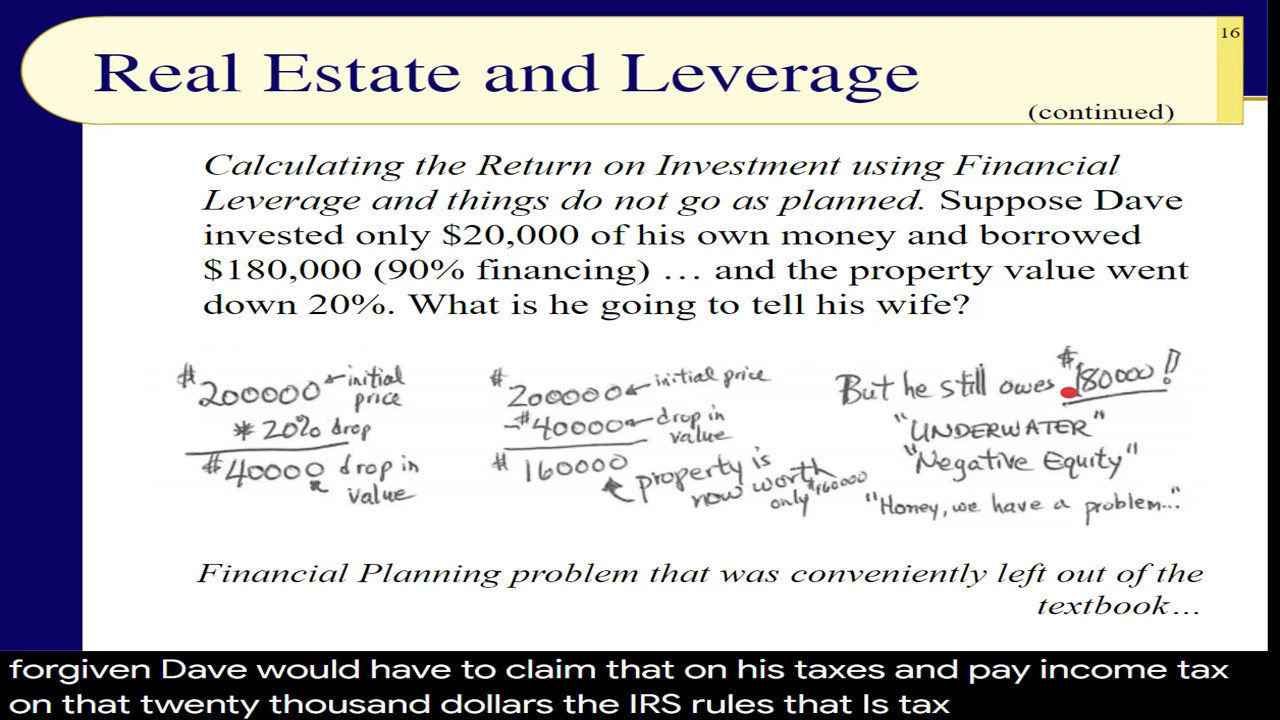 16
Real Estate and Leverage
(continued)
Calculating the Return on Investment using Financial
Leverage and things do not go as planned. Suppose Dave
invested only $20,000 of his own money and borrowed
$180,000 (90% financing) … and the property value went
down 20%. What is he going to tell his wife?
$200000 ← initial price
* 20% drop
$40000 drop in value
$200000 ← initial price
-$40000 ← drop in value
$160000
property is now worth only $160000
But he still owes $180000!!
"UNDERWATER"
"Negative Equity"
"Honey, we have a problem..."
Financial Planning problem that was conveniently left out of the
textbook…
forgiven Dave would have to claim that on his taxes and pay income tax
on that twenty thousand dollars the IRS rules that Is tax